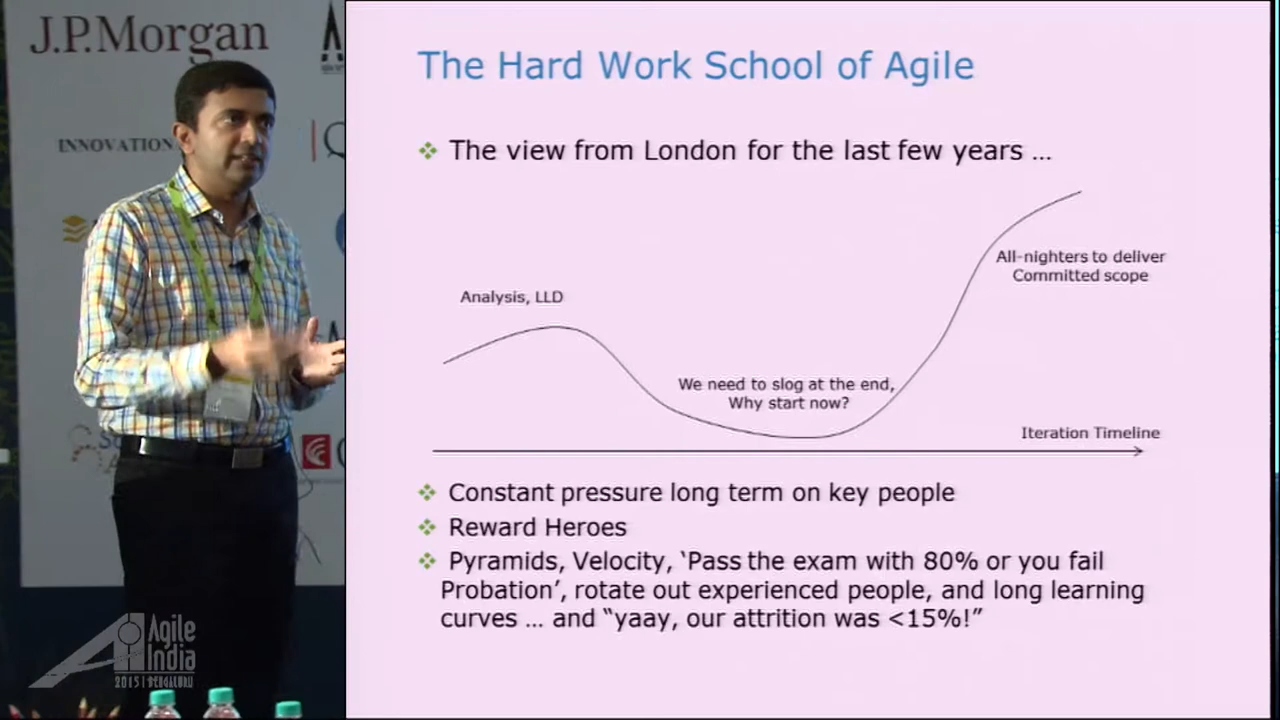 J.P.Morgan
INNOVATION
The Hard Work School of Agile
The view from London for the last few years ...
All-nighters to deliver
Committed scope
Analysis, LLD
We need to slog at the end,
Why start now?
Iteration Timeline
Constant pressure long term on key people
Reward Heroes
Pyramids, Velocity, ‘Pass the exam with 80% or you fail
Probation’, rotate out experienced people, and long learning
curves ... and “yaay, our attrition was <15%!”
Agile
India
2015 | BENGALURU